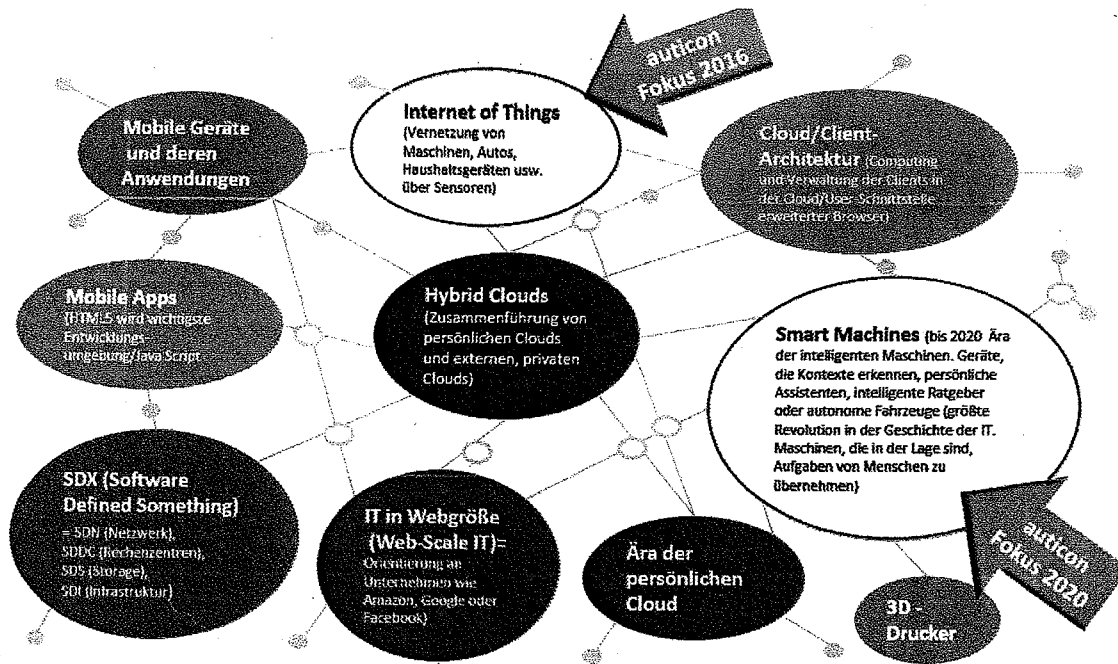 auticon
Fokus 2016
Mobile Geräte
und deren
Anwendungen
Internet of Things
(Vernetzung von
Maschinen, Autos,
Haushaltsgeräten usw.
über Sensoren)
Cloud/Client-
Architektur (Computing
und Verwaltung der Clients in
der Cloud/User-Schnittstelle
erweiterter Browser)
Mobile Apps
(HTML5 wird wichtigste
Entwicklungs-
umgebung/Java Script
Hybrid Clouds
(Zusammenführung von
persönlichen Clouds
und externen, privaten
Clouds)
Smart Machines (bis 2020 Ära
der intelligenten Maschinen. Geräte,
die Kontexte erkennen, persönliche
Assistenten, intelligente Ratgeber
oder autonome Fahrzeuge (größte
Revolution in der Geschichte der IT.
Maschinen, die in der Lage sind,
Aufgaben von Menschen zu
übernehmen)
SDX (Software
Defined Something)
= SDN (Netzwerk),
SDDC (Rechenzentren),
SDS (Storage),
SDI (Infrastruktur)
IT in Webgröße
(Web-Scale IT)=
Orientierung an
Unternehmen wie
Amazon, Google oder
Facebook)
Ära der
persönlichen
Cloud
3D -
Drucker
auticon
Fokus 2020